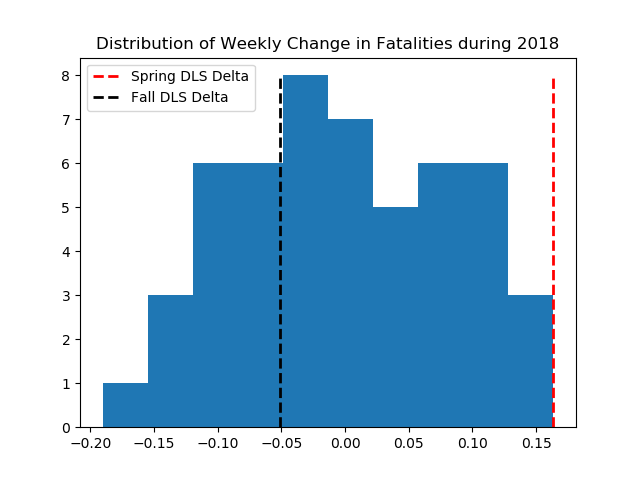 Distribution of Weekly Change in Fatalities during 2018
Spring DLS Delta
Fall DLS Delta
8
7
6
5
4
3
2
1
0
−0.20 −0.15 −0.10 −0.05 0.00 0.05 0.10 0.15